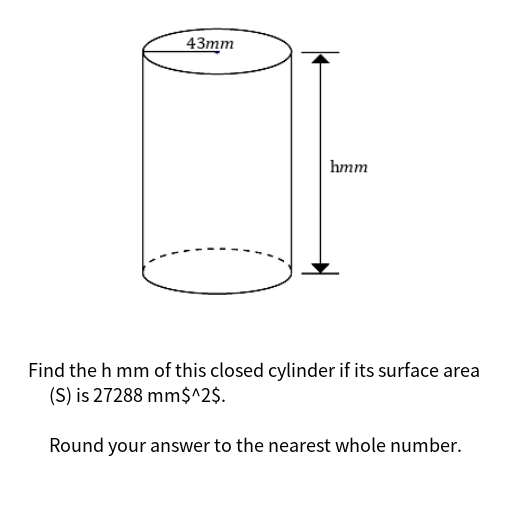 43mm
hmm
Find the h mm of this closed cylinder if its surface area
(S) is 27288 mm$^2$.
Round your answer to the nearest whole number.